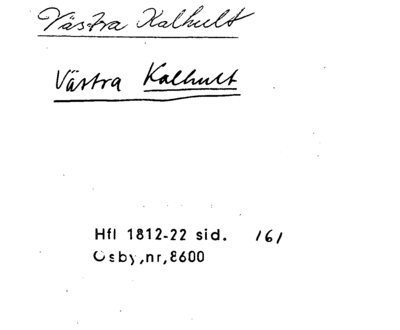 Västra Kalhult
Västra Kalhult
Hfl 1812-22 sid. 161
Osby,nr,8600